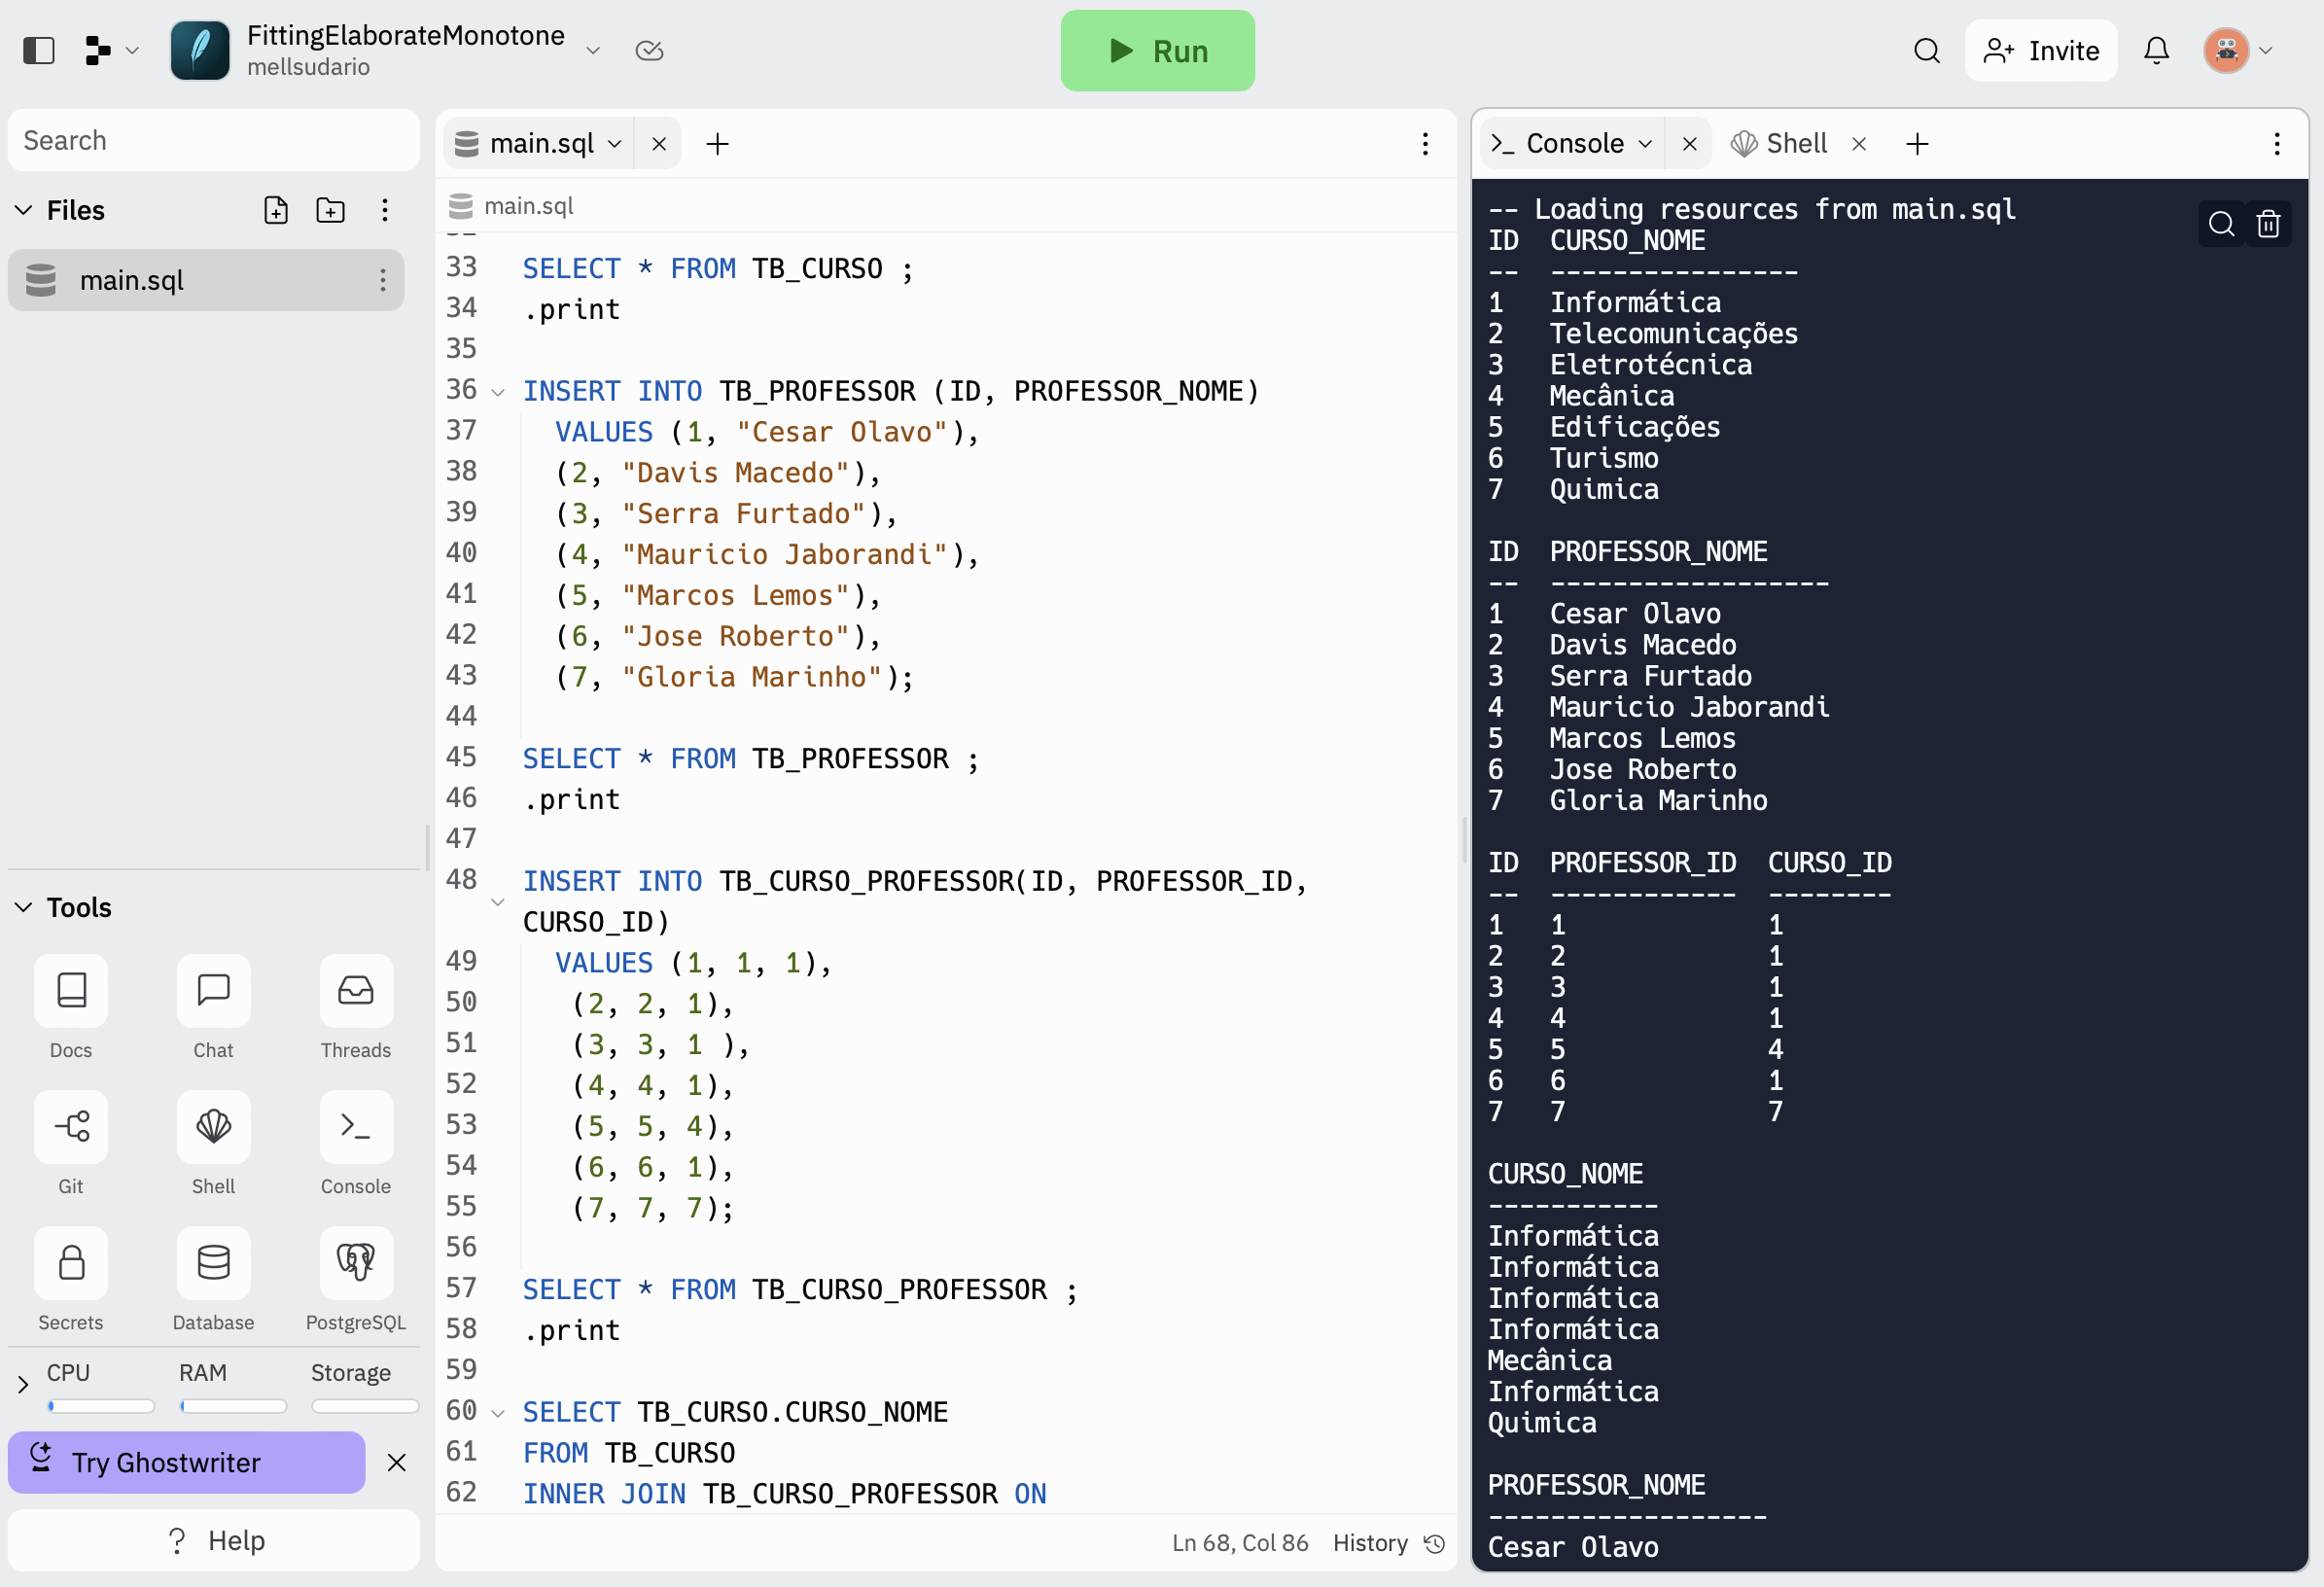 FittingElaborateMonotone
mellsudario
Run
Invite
Search
Files
main.sql
Tools
Docs
Chat
Threads
Git
Shell
Console
Secrets
Database
PostgreSQL
CPU
RAM
Storage
Try Ghostwriter
? Help
main.sql
main.sql
33 SELECT * FROM TB_CURSO ;
34 .print
35
36 INSERT INTO TB_PROFESSOR (ID, PROFESSOR_NOME)
37 VALUES (1, "Cesar Olavo"),
38 (2, "Davis Macedo"),
39 (3, "Serra Furtado"),
40 (4, "Mauricio Jaborandi"),
41 (5, "Marcos Lemos"),
42 (6, "Jose Roberto"),
43 (7, "Gloria Marinho");
44
45 SELECT * FROM TB_PROFESSOR ;
46 .print
47
48 INSERT INTO TB_CURSO_PROFESSOR(ID, PROFESSOR_ID,
CURSO_ID)
49 VALUES (1, 1, 1),
50 (2, 2, 1),
51 (3, 3, 1 ),
52 (4, 4, 1),
53 (5, 5, 4),
54 (6, 6, 1),
55 (7, 7, 7);
56
57 SELECT * FROM TB_CURSO_PROFESSOR ;
58 .print
59
60 SELECT TB_CURSO.CURSO_NOME
61 FROM TB_CURSO
62 INNER JOIN TB_CURSO_PROFESSOR ON
Ln 68, Col 86 History
>_ Console
Shell
-- Loading resources from main.sql
ID CURSO_NOME
-- ----------------
1 Informática
2 Telecomunicações
3 Eletrotécnica
4 Mecânica
5 Edificações
6 Turismo
7 Quimica
ID PROFESSOR_NOME
-- ------------------
1 Cesar Olavo
2 Davis Macedo
3 Serra Furtado
4 Mauricio Jaborandi
5 Marcos Lemos
6 Jose Roberto
7 Gloria Marinho
ID PROFESSOR_ID CURSO_ID
-- ------------ --------
1 1 1
2 2 1
3 3 1
4 4 1
5 5 4
6 6 1
7 7 7
CURSO_NOME
-----------
Informática
Informática
Informática
Informática
Mecânica
Informática
Quimica
PROFESSOR_NOME
------------------
Cesar Olavo